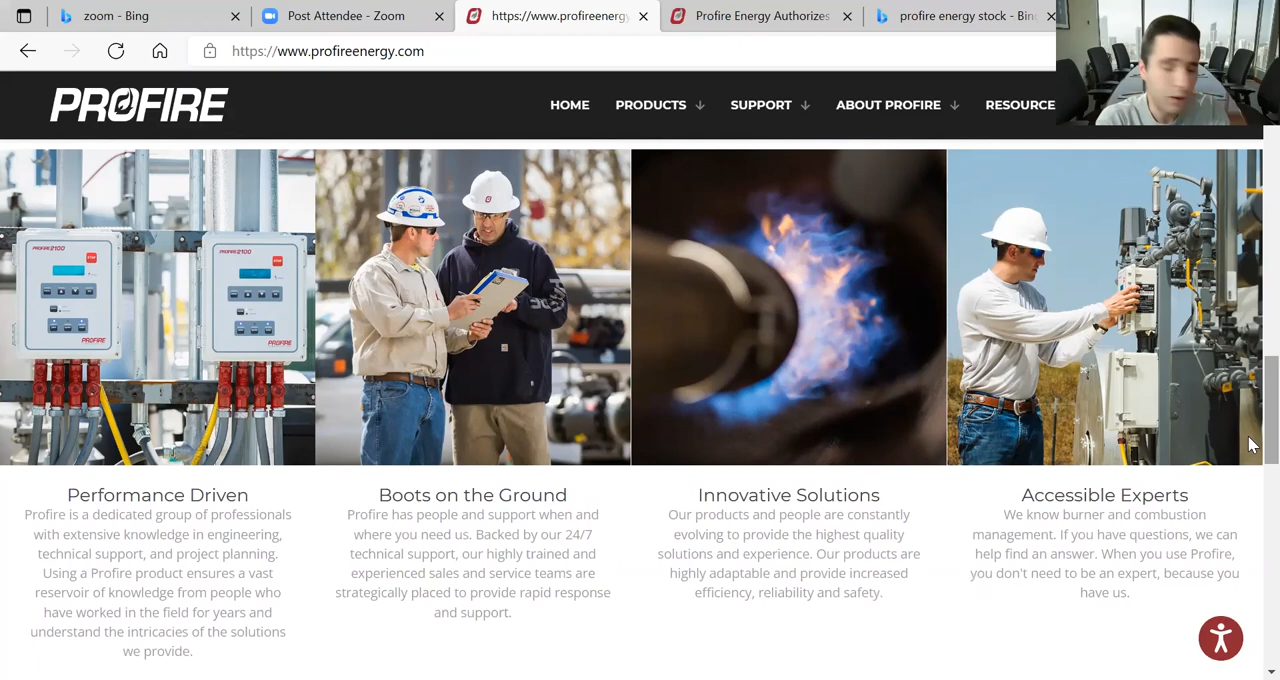 zoom - Bing
Post Attendee - Zoom
https://www.profireenergy
Profire Energy Authorizes
profire energy stock - Bin
https://www.profireenergy.com
PROFIRE
HOME
PRODUCTS
SUPPORT
ABOUT PROFIRE
RESOURCE
PROFIRE2100
STOP
PROFIRE
PROFIRE2100
STOP
PROFIRE
Performance Driven
Profire is a dedicated group of professionals
with extensive knowledge in engineering,
technical support, and project planning.
Using a Profire product ensures a vast
reservoir of knowledge from people who
have worked in the field for years and
understand the intricacies of the solutions
we provide.
Boots on the Ground
Profire has people and support when and
where you need us. Backed by our 24/7
technical support, our highly trained and
experienced sales and service teams are
strategically placed to provide rapid response
and support.
Innovative Solutions
Our products and people are constantly
evolving to provide the highest quality
solutions and experience. Our products are
highly adaptable and provide increased
efficiency, reliability and safety.
Accessible Experts
We know burner and combustion
management. If you have questions, we can
help find an answer. When you use Profire,
you don't need to be an expert, because you
have us.